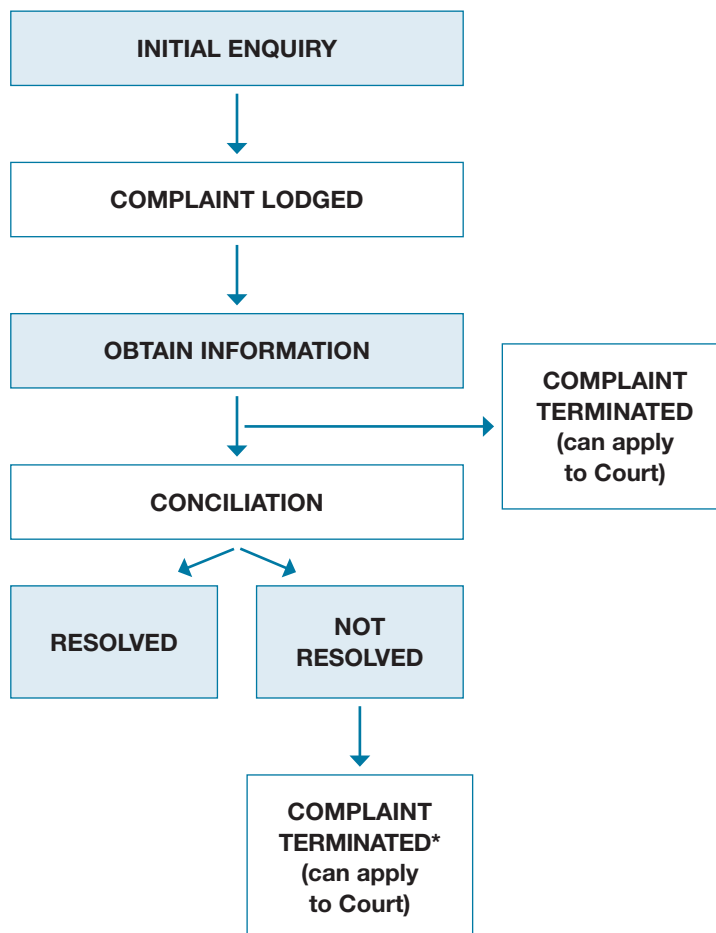 INITIAL ENQUIRY
COMPLAINT LODGED
OBTAIN INFORMATION
COMPLAINT
TERMINATED
(can apply
to Court)
CONCILIATION
RESOLVED
NOT
RESOLVED
COMPLAINT
TERMINATED*
(can apply
to Court)